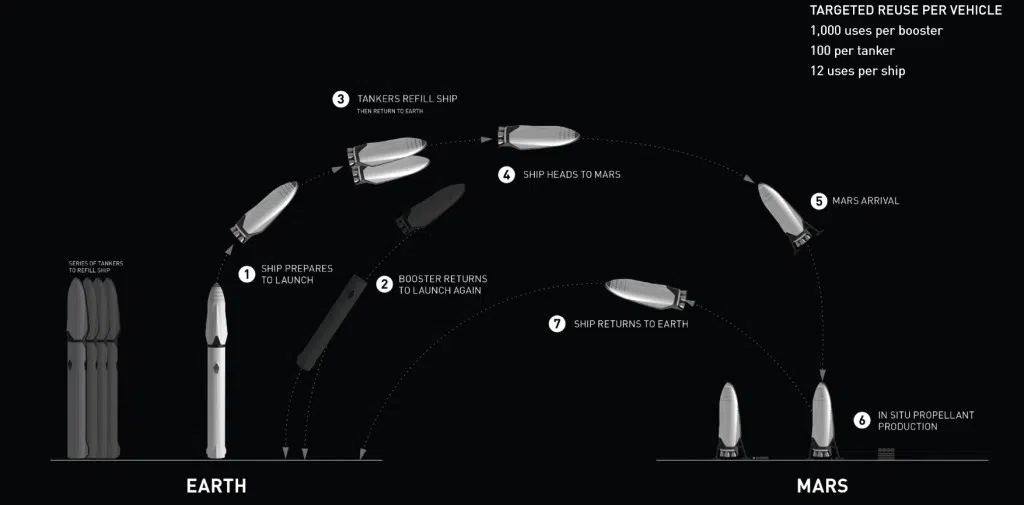 TARGETED REUSE PER VEHICLE
1,000 uses per booster
100 per tanker
12 uses per ship
3 TANKERS REFILL SHIP
THEN RETURN TO EARTH
4 SHIP HEADS TO MARS
5 MARS ARRIVAL
SERIES OF TANKERS
TO REFILL SHIP
1 SHIP PREPARES
TO LAUNCH
2 BOOSTER RETURNS
TO LAUNCH AGAIN
7 SHIP RETURNS TO EARTH
6 IN SITU PROPELLANT
PRODUCTION
EARTH
MARS